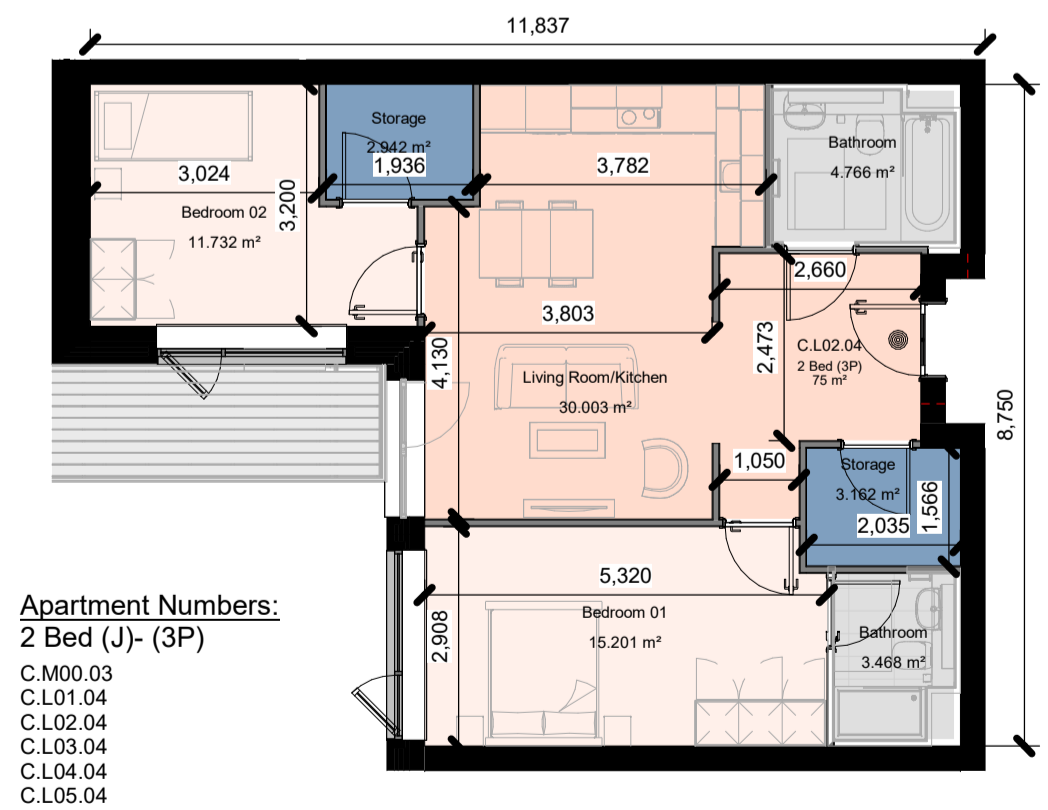 11,837
Storage
2.942 m²
1,936
3,782
Bathroom
4.766 m²
3,024
3,200
Bedroom 02
11.732 m²
2,660
3,803
2,473
C.L02.04
2 Bed (3P)
75 m²
4,130
Living Room/Kitchen
30.003 m²
8,750
1,050
Storage
3.162 m²
1,566
2,035
5,320
Bedroom 01
15.201 m²
2,908
Bathroom
3.468 m²
Apartment Numbers:
2 Bed (J)- (3P)
C.M00.03
C.L01.04
C.L02.04
C.L03.04
C.L04.04
C.L05.04